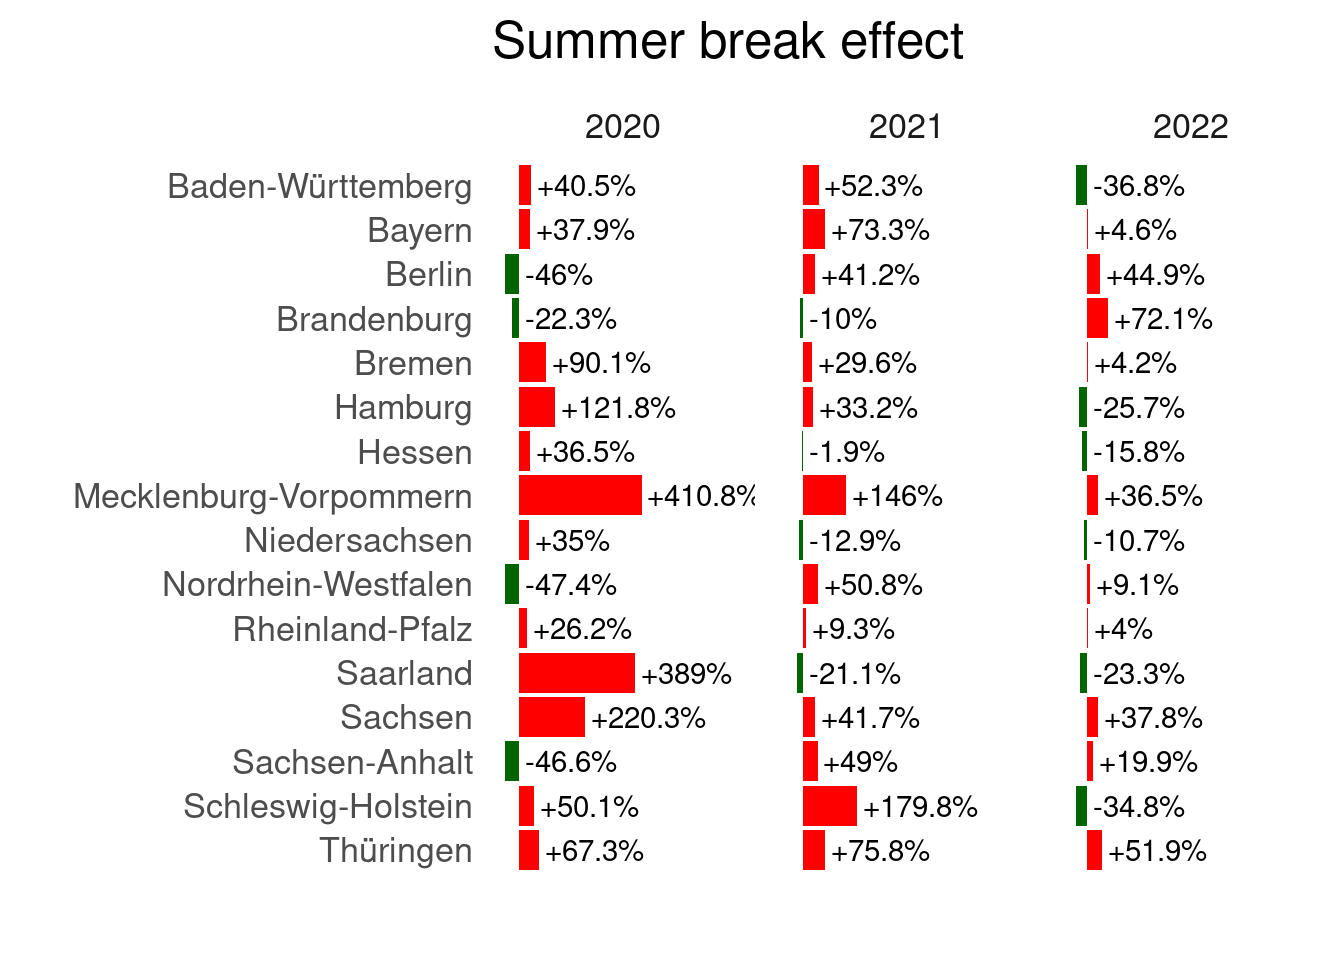 Summer break effect
2020 2021 2022
Baden-Württemberg +40.5% +52.3% -36.8%
Bayern +37.9% +73.3% +4.6%
Berlin -46% +41.2% +44.9%
Brandenburg -22.3% -10% +72.1%
Bremen +90.1% +29.6% +4.2%
Hamburg +121.8% +33.2% -25.7%
Hessen +36.5% -1.9% -15.8%
Mecklenburg-Vorpommern +410.8% +146% +36.5%
Niedersachsen +35% -12.9% -10.7%
Nordrhein-Westfalen -47.4% +50.8% +9.1%
Rheinland-Pfalz +26.2% +9.3% +4%
Saarland +389% -21.1% -23.3%
Sachsen +220.3% +41.7% +37.8%
Sachsen-Anhalt -46.6% +49% +19.9%
Schleswig-Holstein +50.1% +179.8% -34.8%
Thüringen +67.3% +75.8% +51.9%